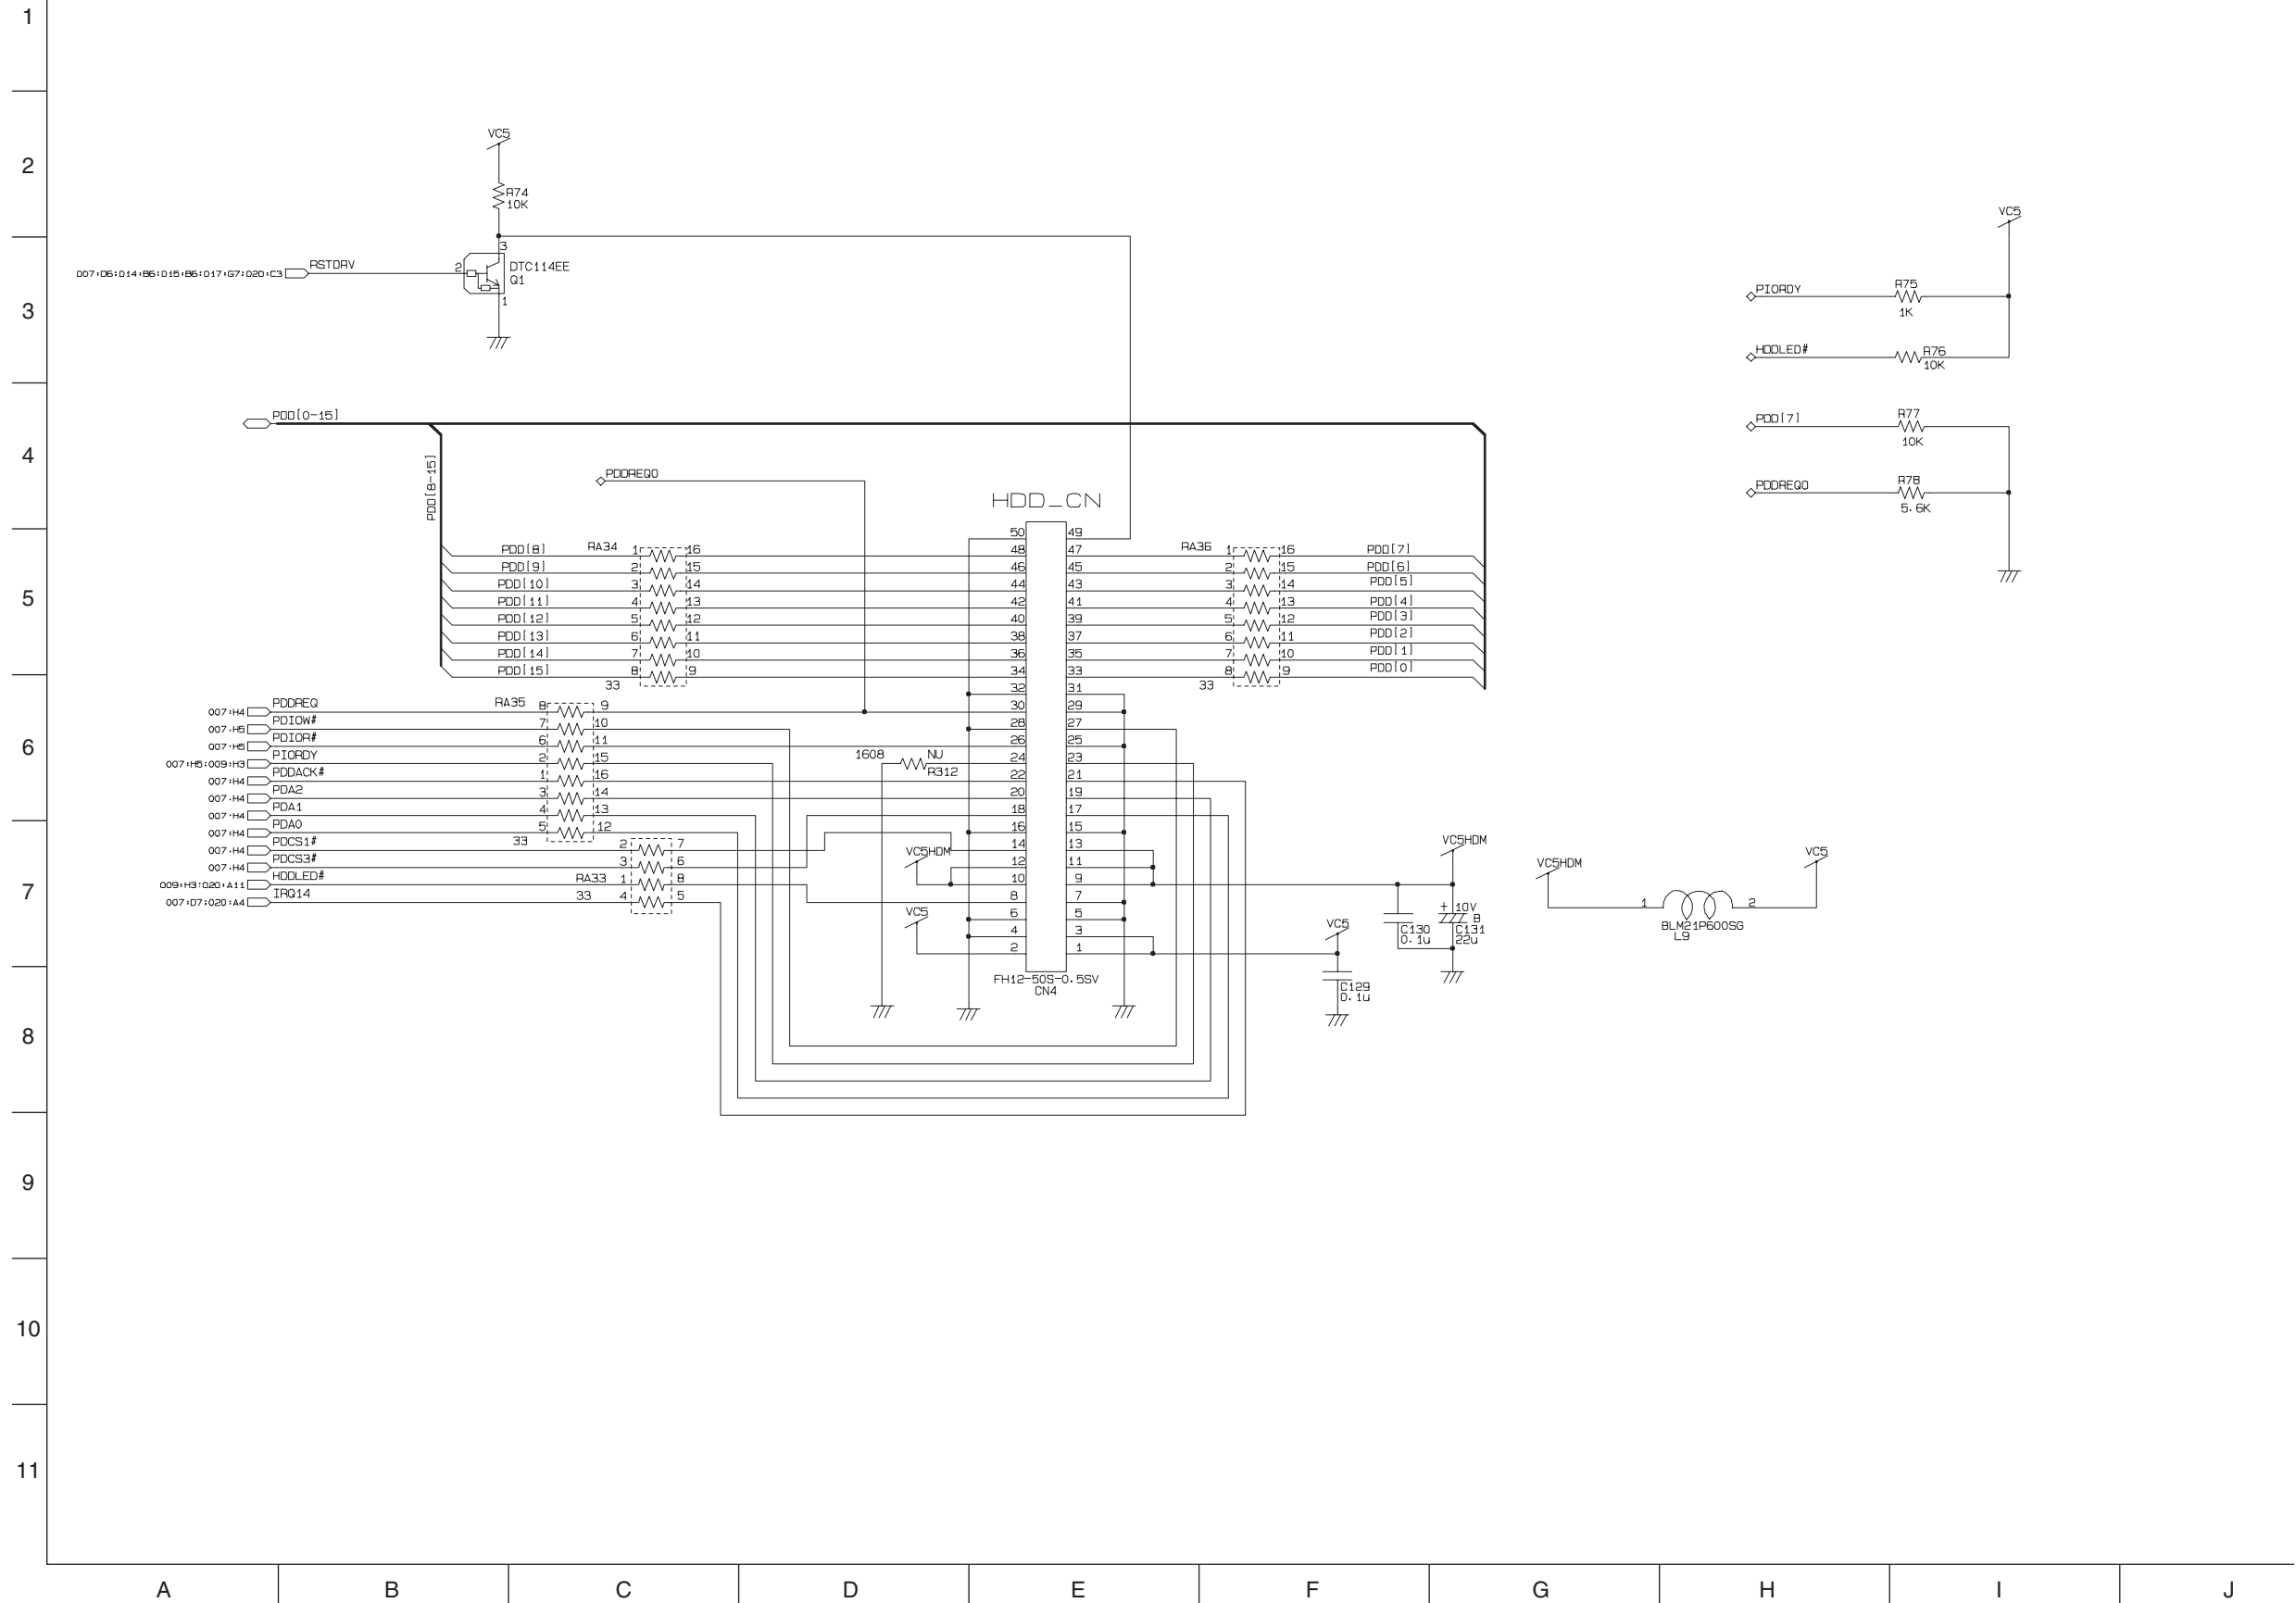 1
2
3
4
5
6
7
8
9
10
11
A B C D E F G H I J
VC5
R74
10K
3
2
DTC114EE
Q1
1
007:D6:014:B6:015:B6:017:G7:020:C3
RSTDRV
VC5
PIORDY
R75
1K
HDDLED#
R76
10K
PDD[7]
R77
10K
PDDREQ0
R78
5.6K
PDD[0-15]
PDD[8-15]
PDDREQ0
HDD_CN
50 49
PDD[8] RA34 1 16 48 47 RA36 1 16 PDD[7]
PDD[9] 2 15 46 45 2 15 PDD[6]
PDD[10] 3 14 44 43 3 14 PDD[5]
PDD[11] 4 13 42 41 4 13 PDD[4]
PDD[12] 5 12 40 39 5 12 PDD[3]
PDD[13] 6 11 38 37 6 11 PDD[2]
PDD[14] 7 10 36 35 7 10 PDD[1]
PDD[15] 8 9 34 33 8 9 PDD[0]
33 32 31 33
007:H4 PDDREQ RA35 8 9 30 29
007:H5 PDIOW# 7 10 28 27
007:H5 PDIOR# 6 11 26 25
007:H5:009:H3 PIORDY 2 15 1608 NU R312 24 23
007:H4 PDDACK# 1 16 22 21
007:H4 PDA2 3 14 20 19
007:H4 PDA1 4 13 18 17
007:H4 PDA0 5 12 16 15
33
007:H4 PDCS1# 2 7 14 13
007:H4 PDCS3# 3 6 VC5HDM 12 11
009:H3:020:A11 HDDLED# RA33 1 8 10 9
007:D7:020:A4 IRQ14 33 4 5 8 7
VC5 6 5
4 3
2 1
FH12-50S-0.5SV
CN4
VC5
C129
0.1u
C130
0.1u
VC5HDM
+ 10V
B
C131
22u
VC5HDM
1 2
BLM21P600SG
L9
VC5